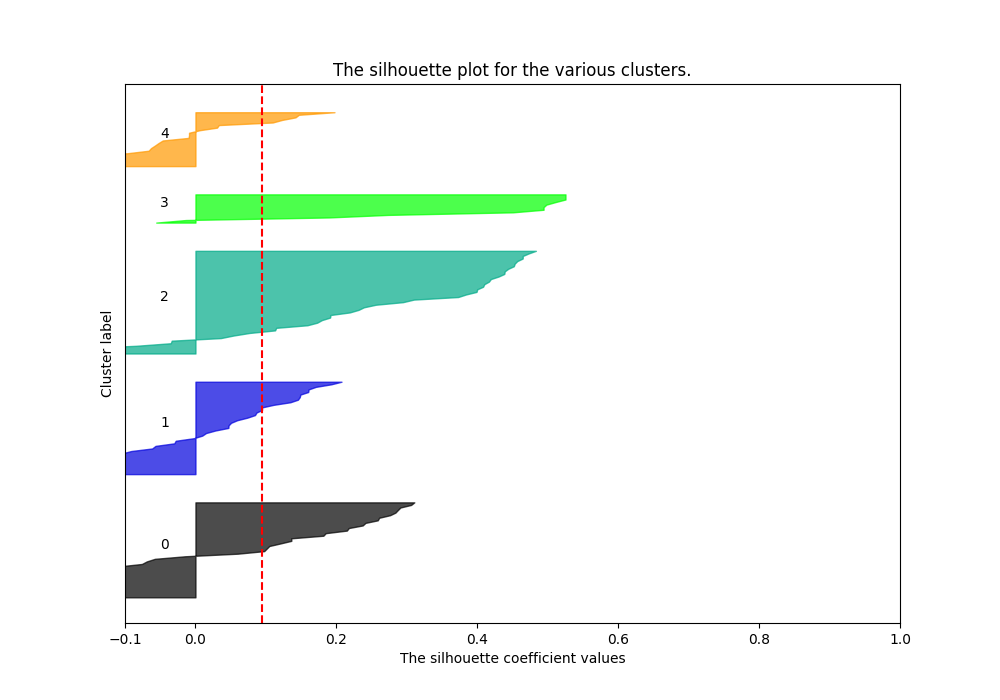 The silhouette plot for the various clusters.
4
3
2
1
0
Cluster label
−0.1 0.0 0.2 0.4 0.6 0.8 1.0
The silhouette coefficient values